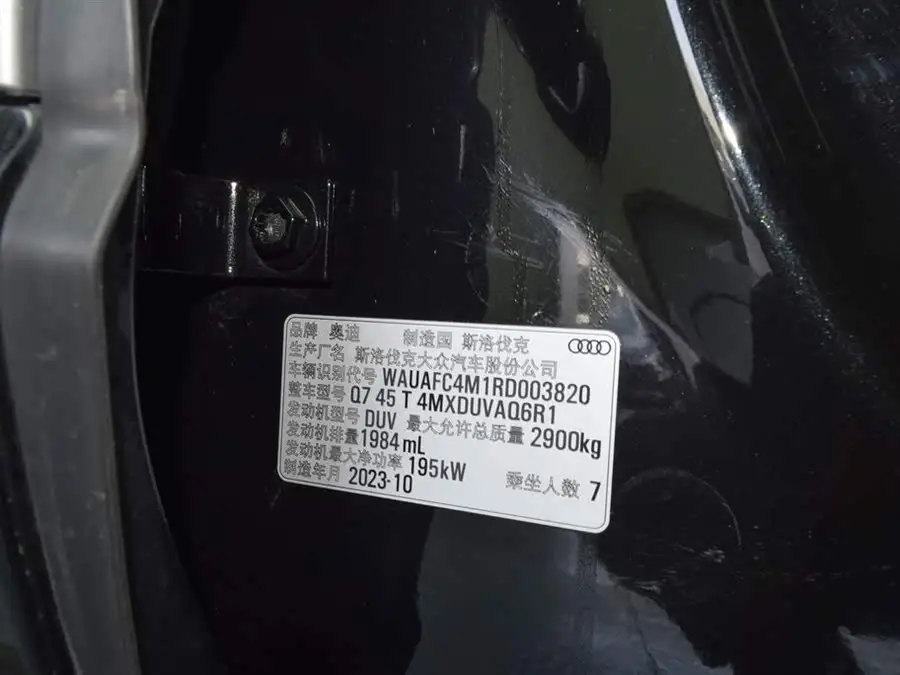 品牌 奥迪 制造国 斯洛伐克
生产厂名 斯洛伐克大众汽车股份公司
车辆识别代号 WAUAFC4M1RD003820
整车型号 Q7 45 T 4MXDUVAQ6R1
发动机型号 DUV 最大允许总质量 2900kg
发动机排量 1984 mL
发动机最大净功率 195kW
制造年月 2023-10 乘坐人数 7